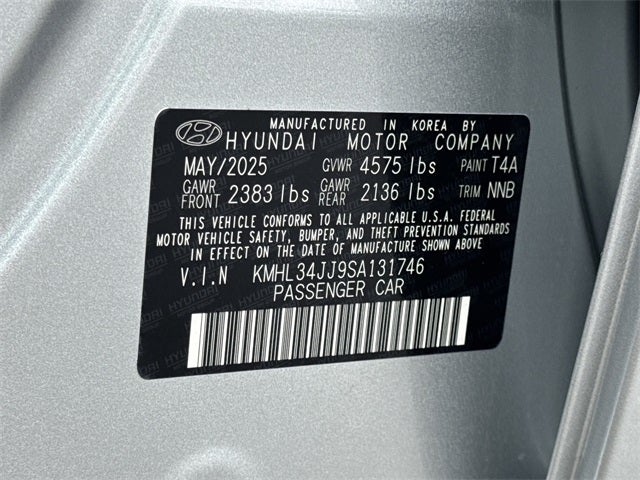 MANUFACTURED IN KOREA BY
HYUNDAI MOTOR COMPANY
MAY/2025 GVWR 4575 lbs PAINT T4A
GAWR FRONT 2383 lbs GAWR REAR 2136 lbs TRIM NNB
THIS VEHICLE CONFORMS TO ALL APPLICABLE U.S.A. FEDERAL
MOTOR VEHICLE SAFETY, BUMPER, AND THEFT PREVENTION STANDARDS
IN EFFECT ON THE DATE OF MANUFACTURE SHOWN ABOVE.
V.I.N KMHL34JJ9SA131746
PASSENGER CAR